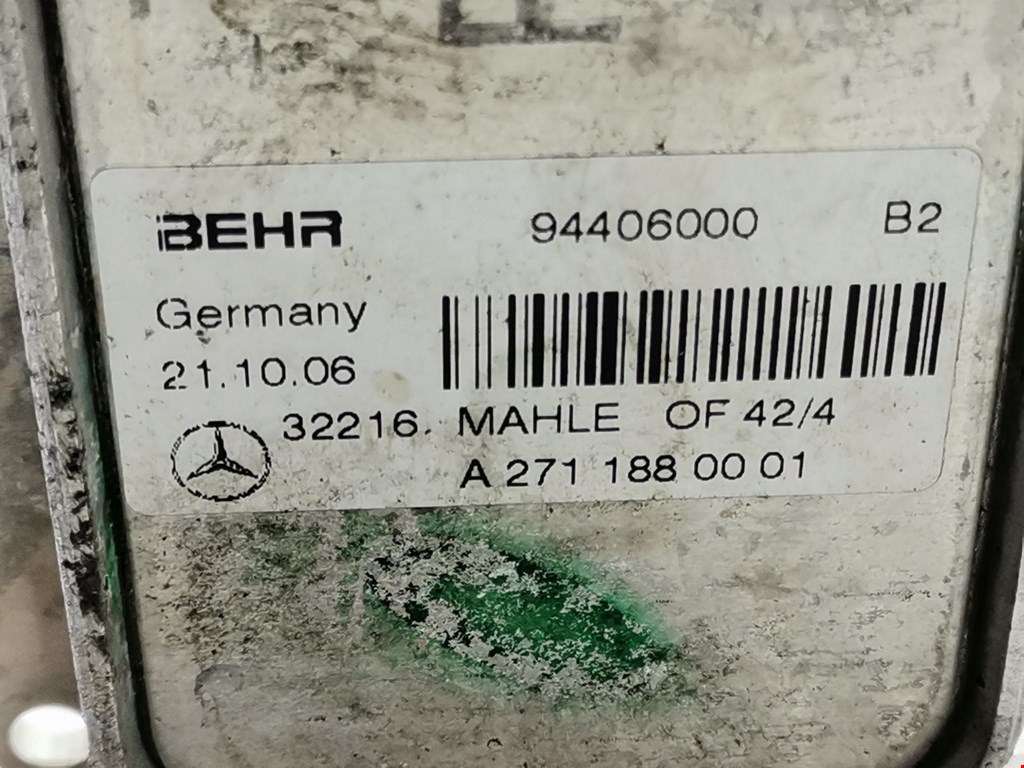 BEHR 94406000 B2
Germany
21.10.06
32216. MAHLE OF 42/4
A 271 188 00 01